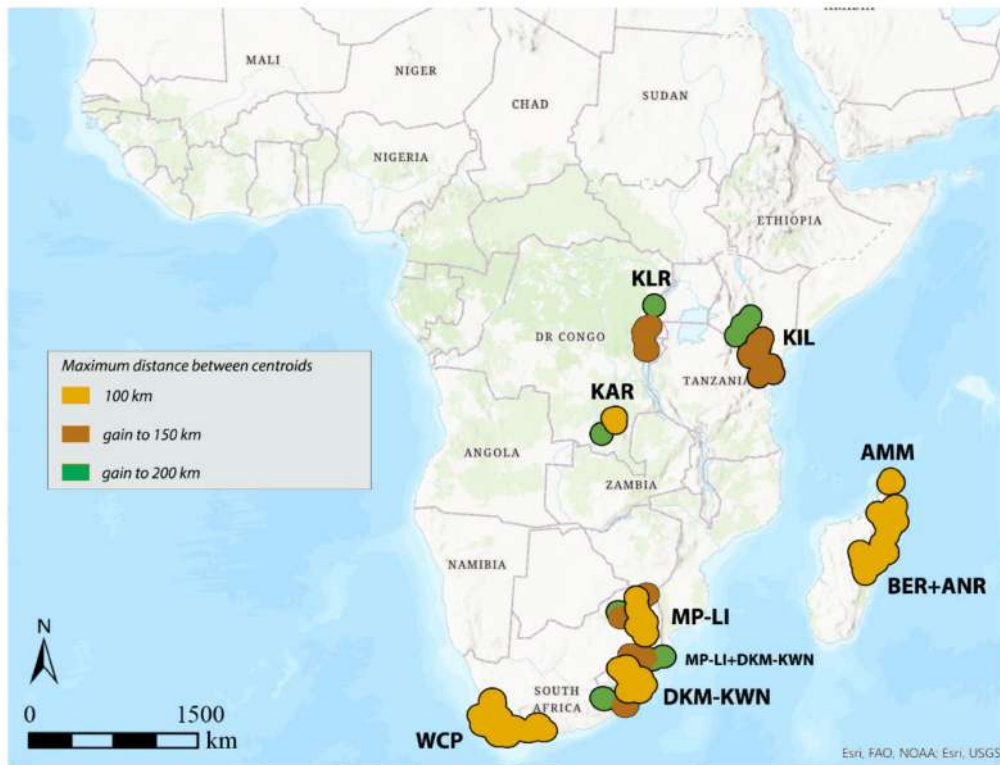 MALI
NIGER
CHAD
SUDAN
NIGERIA
ETHIOPIA
KLR
DR CONGO
KIL
Maximum distance between centroids
100 km
gain to 150 km
gain to 200 km
TANZANIA
KAR
ANGOLA
ZAMBIA
AMM
NAMIBIA
BER+ANR
MP-LI
MP-LI+DKM-KWN
N
SOUTH
AFRICA
DKM-KWN
0 1500
km
WCP
Esri, FAO, NOAA; Esri, USGS